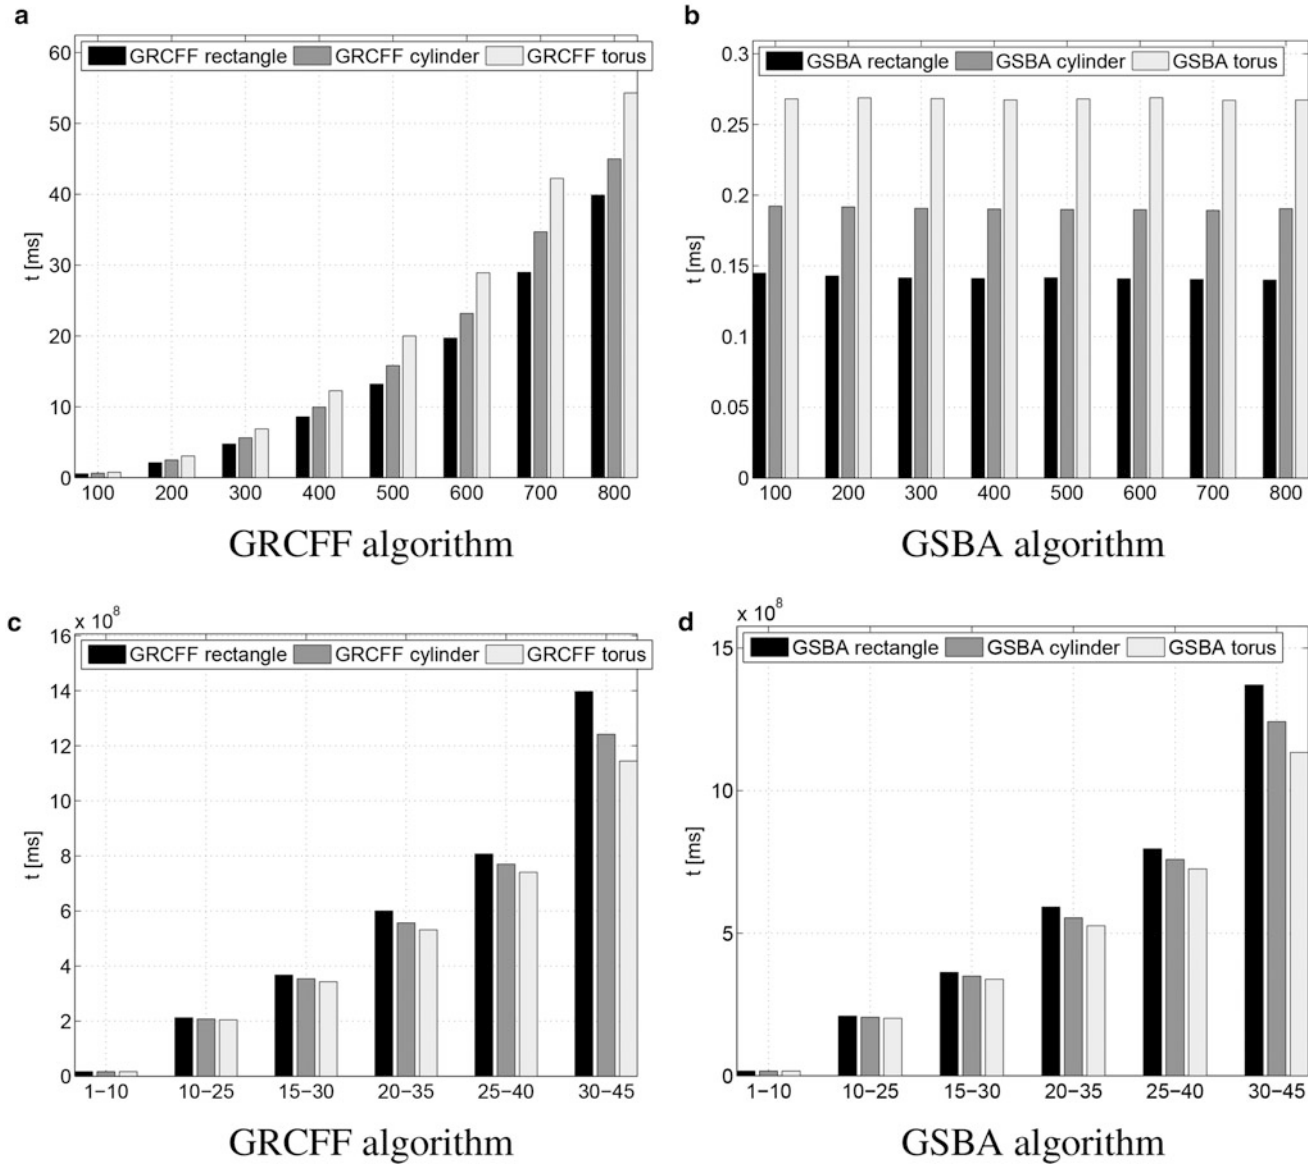 a
GRCFF rectangle GRCFF cylinder GRCFF torus
60
50
40
30
20
10
0
t [ms]
100 200 300 400 500 600 700 800
GRCFF algorithm
b
GSBA rectangle GSBA cylinder GSBA torus
0.3
0.25
0.2
0.15
0.1
0.05
0
t [ms]
100 200 300 400 500 600 700 800
GSBA algorithm
c
x 10^8
GRCFF rectangle GRCFF cylinder GRCFF torus
16
14
12
10
8
6
4
2
0
t [ms]
1–10 10–25 15–30 20–35 25–40 30–45
GRCFF algorithm
d
x 10^8
GSBA rectangle GSBA cylinder GSBA torus
15
10
5
0
t [ms]
1–10 10–25 15–30 20–35 25–40 30–45
GSBA algorithm